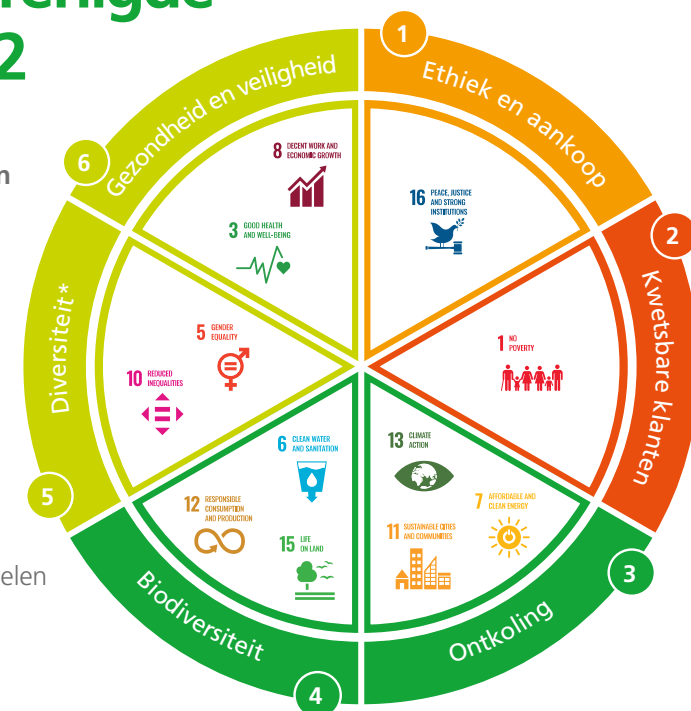 2
1
Ethiek en aankoop
16 PEACE, JUSTICE
AND STRONG
INSTITUTIONS
2
Kwetsbare klanten
1 NO
POVERTY
3
Ontkoling
13 CLIMATE
ACTION
7 AFFORDABLE AND
CLEAN ENERGY
11 SUSTAINABLE CITIES
AND COMMUNITIES
4
Biodiversiteit
6 CLEAN WATER
AND SANITATION
12 RESPONSIBLE
CONSUMPTION
AND PRODUCTION
15 LIFE
ON LAND
5
Diversiteit*
5 GENDER
EQUALITY
10 REDUCED
INEQUALITIES
6
Gezondheid en veiligheid
8 DECENT WORK AND
ECONOMIC GROWTH
3 GOOD HEALTH
AND WELL-BEING
n
elen